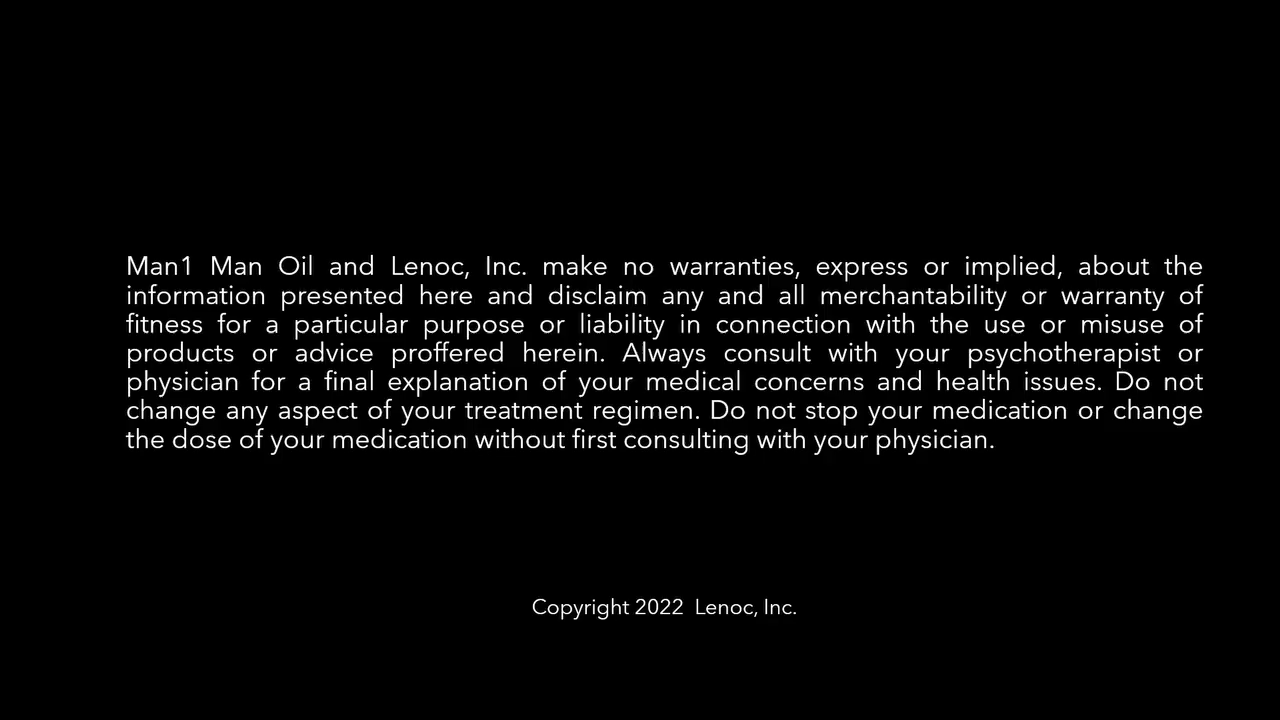 Man1 Man Oil and Lenoc, Inc. make no warranties, express or implied, about the
information presented here and disclaim any and all merchantability or warranty of
fitness for a particular purpose or liability in connection with the use or misuse of
products or advice proffered herein. Always consult with your psychotherapist or
physician for a final explanation of your medical concerns and health issues. Do not
change any aspect of your treatment regimen. Do not stop your medication or change
the dose of your medication without first consulting with your physician.
Copyright 2022 Lenoc, Inc.